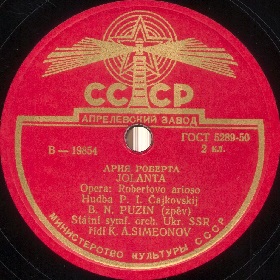 СССР
АПРЕЛЕВСКИЙ ЗАВОД
В — 19854
ГОСТ 5289-50
2 кл.
АРИЯ РОБЕРТА
JOLANTA
Opera: Robertovo arioso
Hudba P. I. Čajkovskij
B. N. PUZIN (zpěv)
Státní symf. orch. Ukr. SSR
řídí K. A. SIMEONOV
МИНИСТЕРСТВО КУЛЬТУРЫ СССР